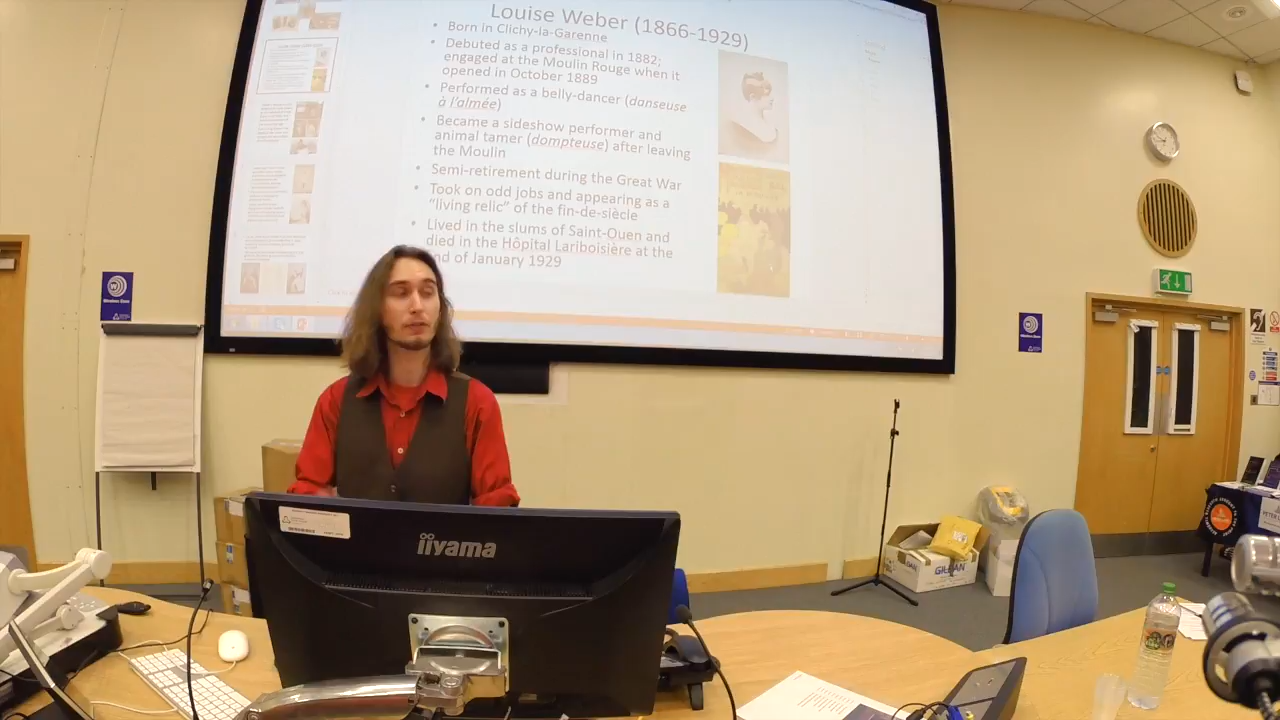 Louise Weber (1866-1929)
• Born in Clichy-la-Garenne
• Debuted as a professional in 1882;
engaged at the Moulin Rouge when it
opened in October 1889
• Performed as a belly-dancer (danseuse
à l'almée)
• Became a sideshow performer and
animal tamer (dompteuse) after leaving
the Moulin
• Semi-retirement during the Great War
• Took on odd jobs and appearing as a
"living relic" of the fin-de-siècle
• Lived in the slums of Saint-Ouen and
died in the Hôpital Lariboisière at the
nd of January 1929
iiyama
PETER